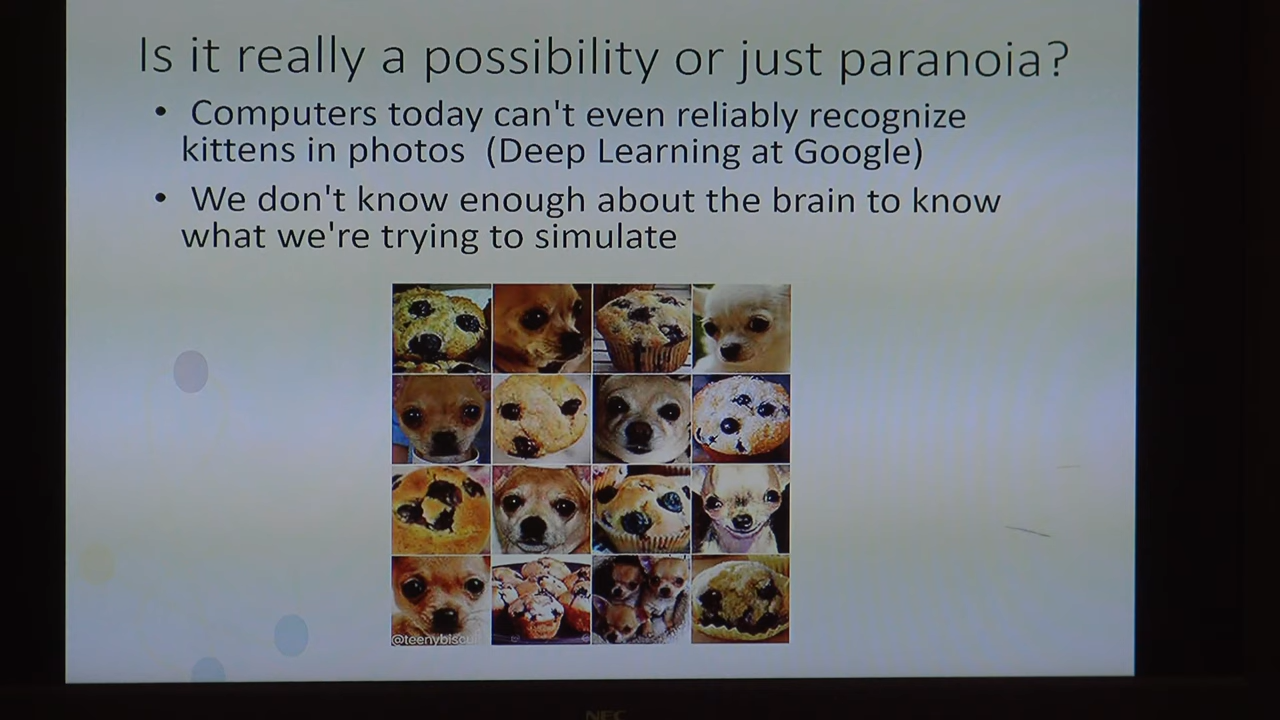 Is it really a possibility or just paranoia?
• Computers today can't even reliably recognize
kittens in photos (Deep Learning at Google)
• We don't know enough about the brain to know
what we're trying to simulate
@teenybiscuit
NEC